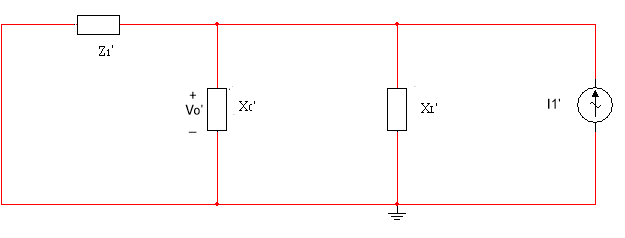 Z1'
+
Vo'
–
Xc'
XL'
I1'